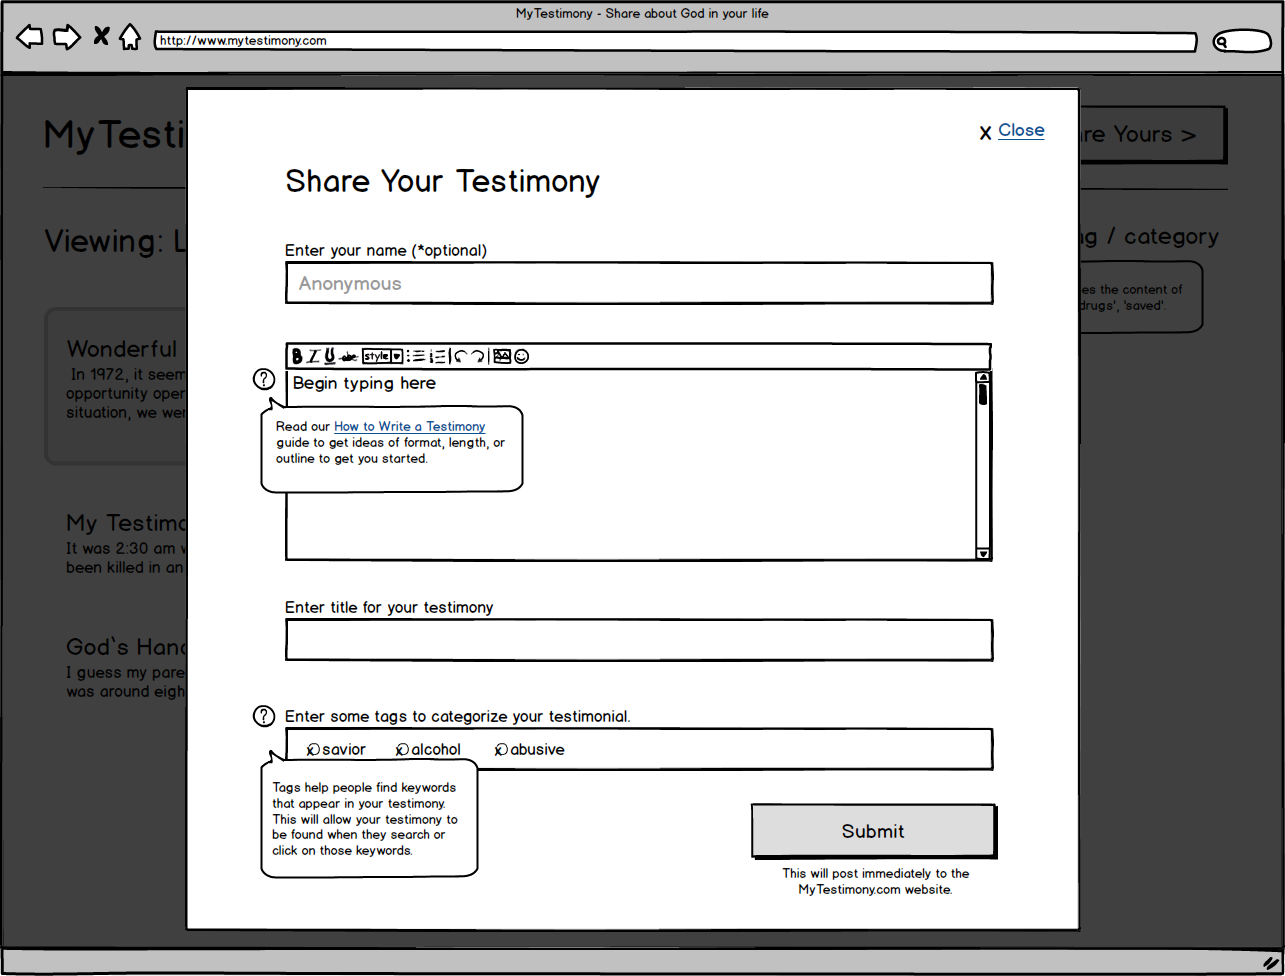 MyTestimony - Share about God in your life
http://www.mytestimony.com
MyTesti
re Yours >
X Close
Share Your Testimony
Viewing: L
g / category
es the content of
drugs', 'saved'.
Enter your name (*optional)
Anonymous
Wonderful
In 1972, it seem
opportunity oper
situation, we wer
B I U abc style
? Begin typing here
Read our How to Write a Testimony
guide to get ideas of format, length, or
outline to get you started.
My Testimo
It was 2:30 am w
been killed in an
God`s Hand
I guess my pare
was around eigh
Enter title for your testimony
? Enter some tags to categorize your testimonial.
x savior x alcohol x abusive
Tags help people find keywords
that appear in your testimony.
This will allow your testimony to
be found when they search or
click on those keywords.
Submit
This will post immediately to the
MyTestimony.com website.